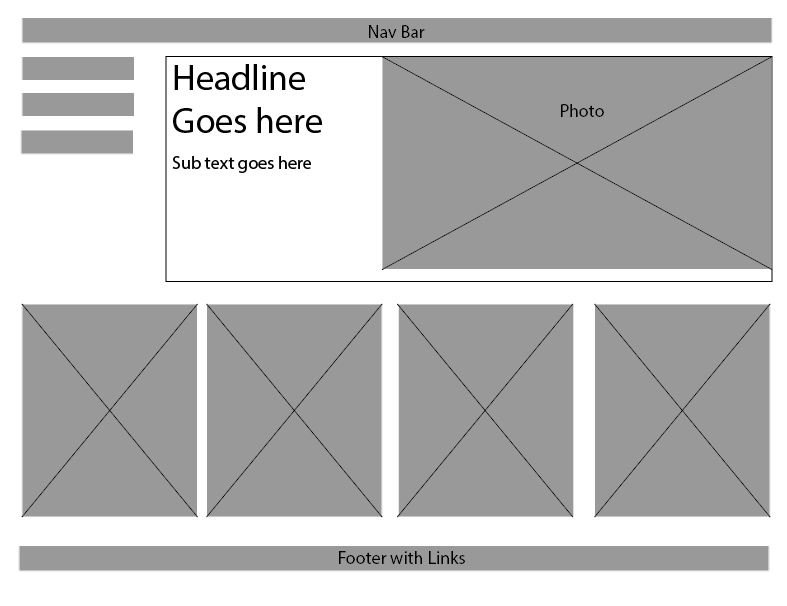 Nav Bar
Headline
Goes here
Sub text goes here
Photo
Footer with Links